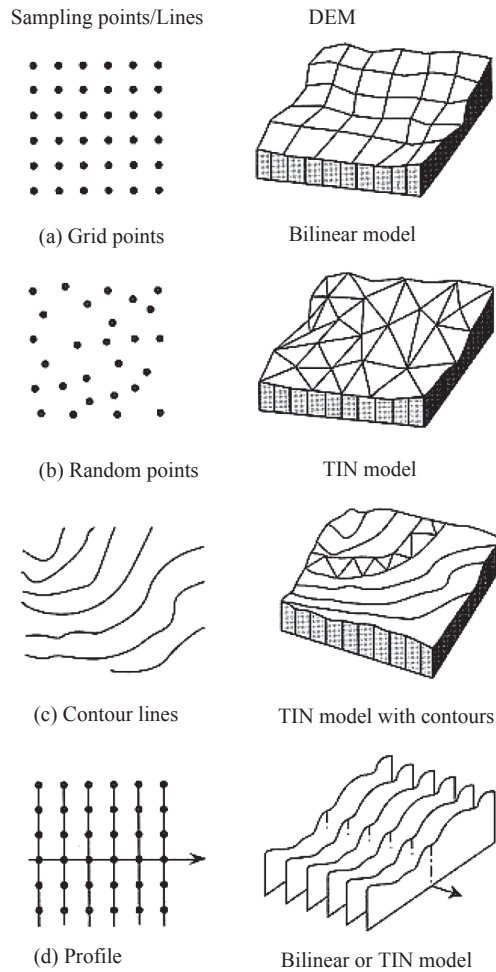 Sampling points/Lines
DEM
(a) Grid points
Bilinear model
(b) Random points
TIN model
(c) Contour lines
TIN model with contours
(d) Profile
Bilinear or TIN model